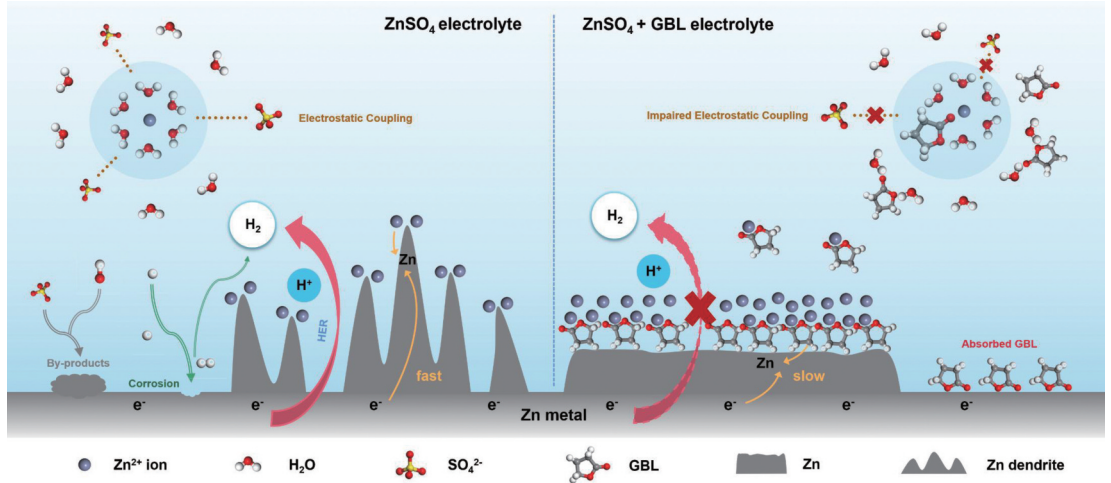 ZnSO₄ electrolyte
ZnSO₄ + GBL electrolyte
Electrostatic Coupling
Impaired Electrostatic Coupling
H₂
H⁺
HER
Zn
fast
By-products
Corrosion
H₂
H⁺
Zn
slow
Absorbed GBL
e⁻ e⁻ e⁻ e⁻ e⁻ e⁻ e⁻ e⁻
Zn metal
Zn²⁺ ion
H₂O
SO₄²⁻
GBL
Zn
Zn dendrite